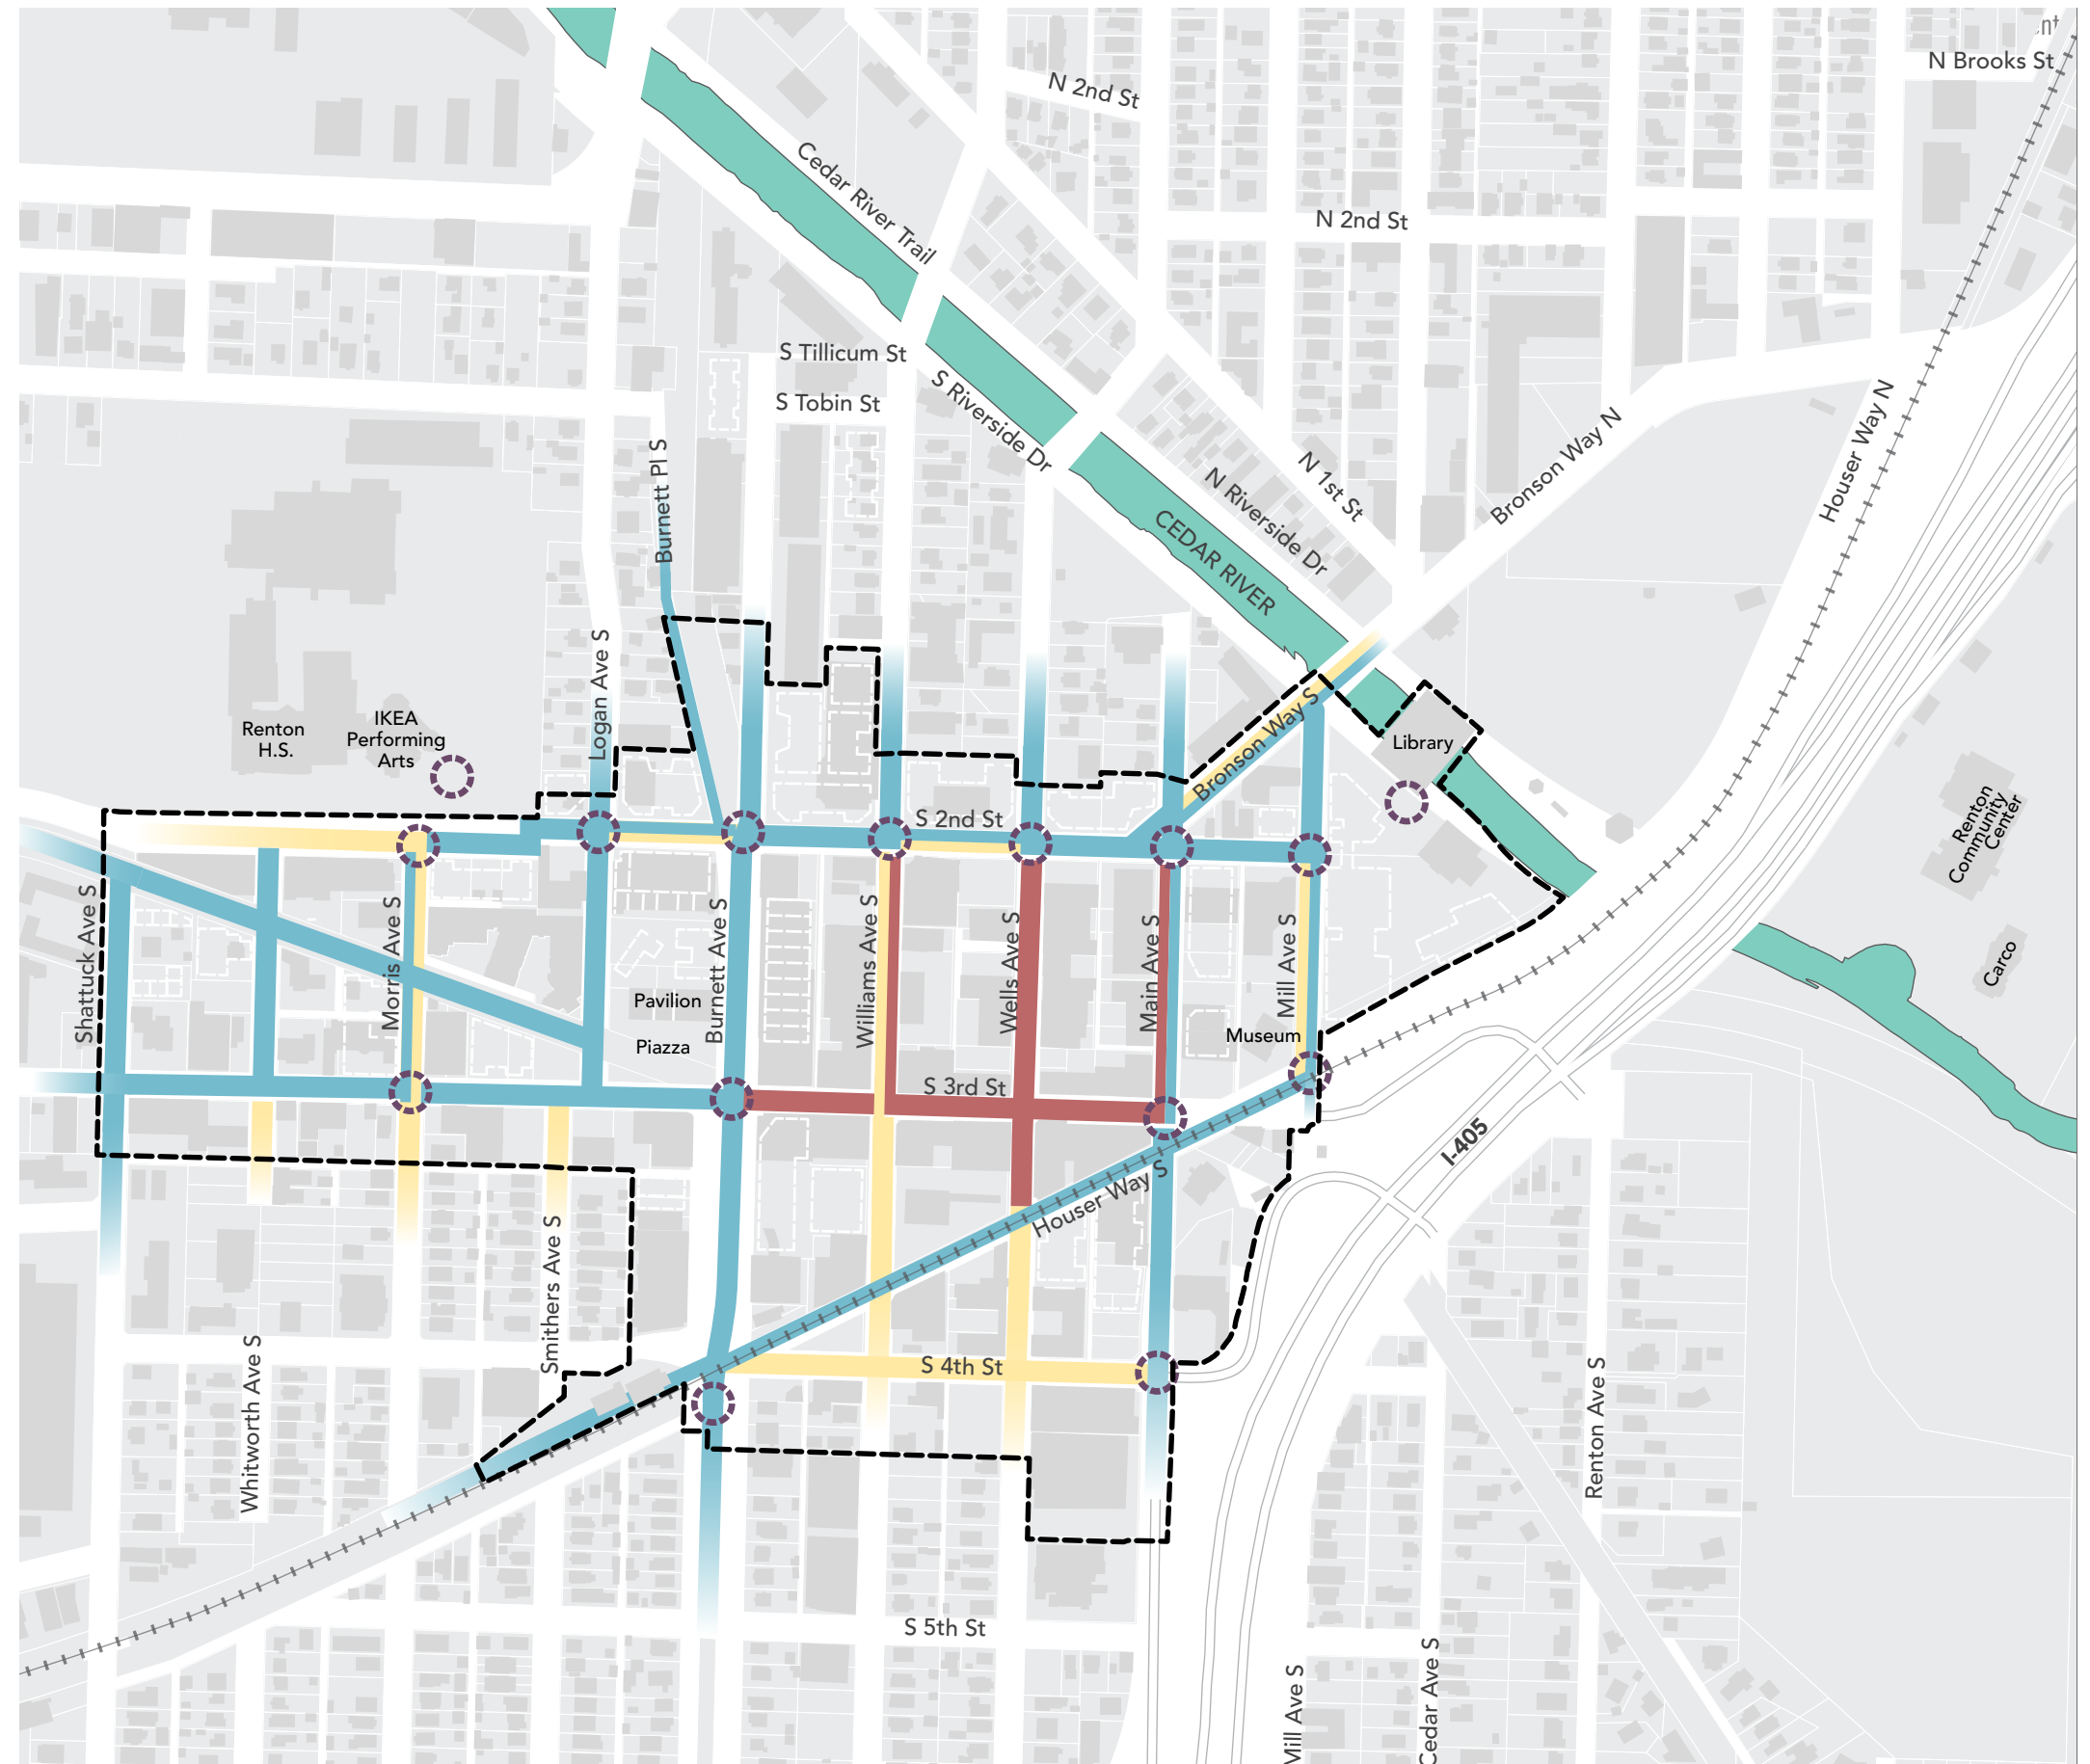 nt
N Brooks St
N 2nd St
Cedar River Trail
N 2nd St
S Tillicum St
S Tobin St
S Riverside Dr
Houser Way N
Bronson Way N
Burnett Pl S
N 1st St
N Riverside Dr
CEDAR RIVER
Logan Ave S
Renton
H.S.
IKEA
Performing
Arts
Bronson Way S
Library
S 2nd St
Renton
Community
Center
Shattuck Ave S
Morris Ave S
Burnett Ave S
Williams Ave S
Wells Ave S
Main Ave S
Mill Ave S
Carco
Pavilion
Piazza
Museum
S 3rd St
I-405
Houser Way S
Smithers Ave S
Whitworth Ave S
S 4th St
Renton Ave S
S 5th St
Mill Ave S
Cedar Ave S